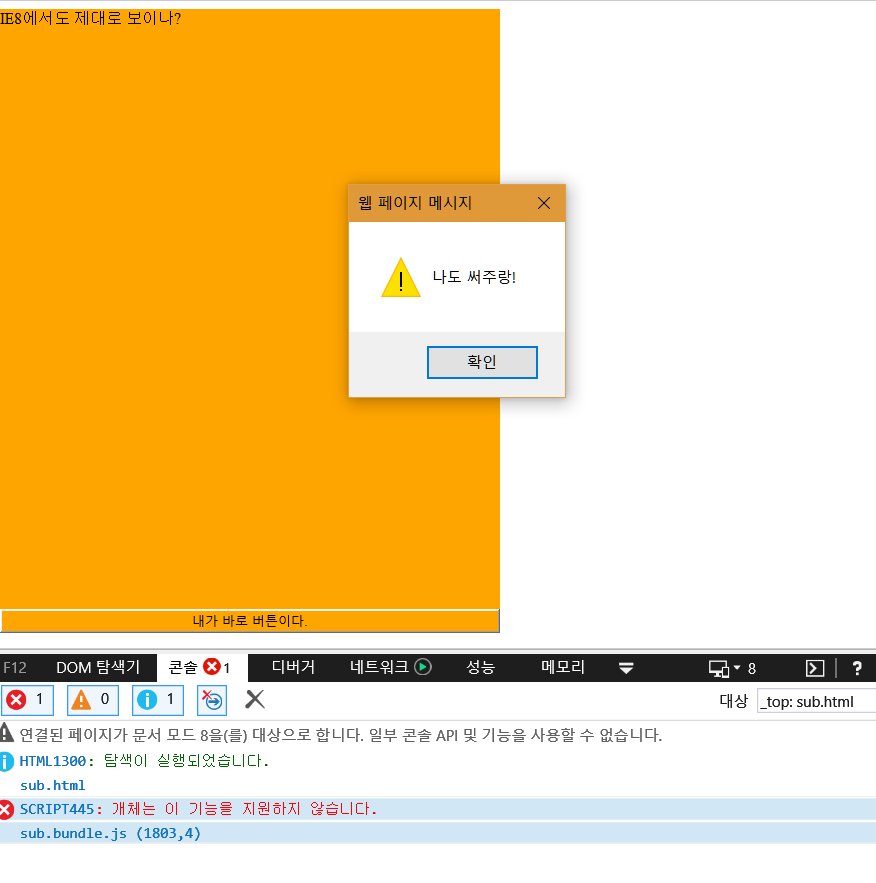 IE8에서도 제대로 보이나?
웹 페이지 메시지
나도 써주랑!
확인
내가 바로 버튼이다.
F12 DOM 탐색기 콘솔 1 디버거 네트워크 성능 메모리 8 ?
1 0 1 대상 _top: sub.html
연결된 페이지가 문서 모드 8을(를) 대상으로 합니다. 일부 콘솔 API 및 기능을 사용할 수 없습니다.
HTML1300: 탐색이 실행되었습니다.
sub.html
SCRIPT445: 개체는 이 기능을 지원하지 않습니다.
sub.bundle.js (1803,4)